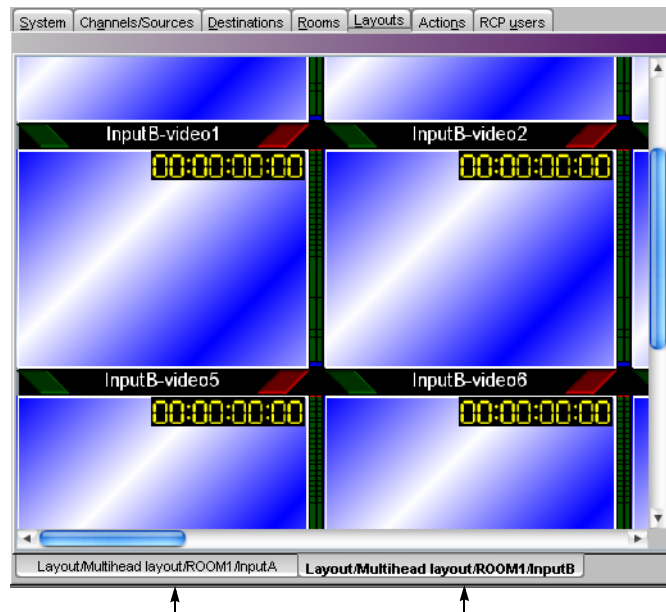 System Channels/Sources Destinations Rooms Layouts Actions RCP users
InputB-video1 InputB-video2
00:00:00:00 00:00:00:00
InputB-video5 InputB-video6
00:00:00:00 00:00:00:00
Layout/Multihead layout/ROOM1/InputA Layout/Multihead layout/ROOM1/InputB